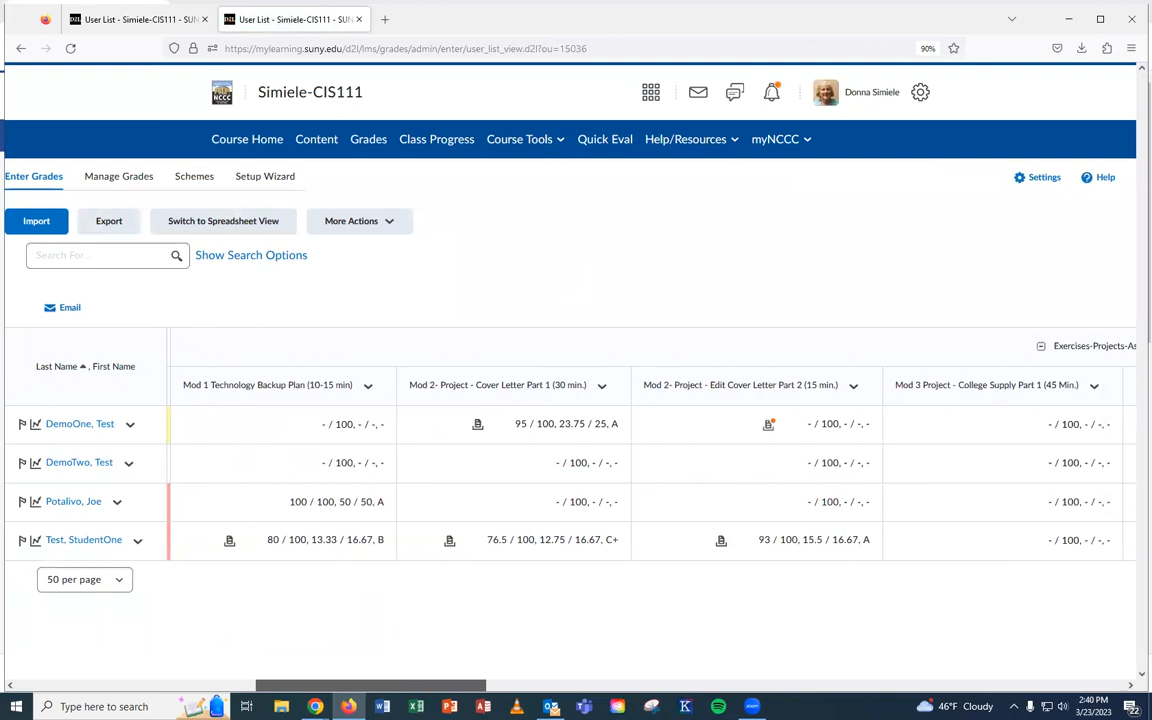 D2L User List - Simiele-CIS111 - SUN
D2L User List - Simiele-CIS111 - SUN
https://mylearning.suny.edu/d2l/lms/grades/admin/enter/user_list_view.d2l?ou=15036 90%
NCCC Simiele-CIS111 Donna Simiele
Course Home Content Grades Class Progress Course Tools Quick Eval Help/Resources myNCCC
Enter Grades Manage Grades Schemes Setup Wizard Settings Help
Import Export Switch to Spreadsheet View More Actions
Search For... Show Search Options
Email
Exercises-Projects-As
Last Name , First Name
Mod 1 Technology Backup Plan (10-15 min) Mod 2- Project - Cover Letter Part 1 (30 min.) Mod 2- Project - Edit Cover Letter Part 2 (15 min.) Mod 3 Project - College Supply Part 1 (45 Min.)
DemoOne, Test - / 100, - / -, - 95 / 100, 23.75 / 25, A - / 100, - / -, - - / 100, - / -, -
DemoTwo, Test - / 100, - / -, - - / 100, - / -, - - / 100, - / -, - - / 100, - / -, -
Potalivo, Joe 100 / 100, 50 / 50, A - / 100, - / -, - - / 100, - / -, - - / 100, - / -, -
Test, StudentOne 80 / 100, 13.33 / 16.67, B 76.5 / 100, 12.75 / 16.67, C+ 93 / 100, 15.5 / 16.67, A - / 100, - / -, -
50 per page
Type here to search 46°F Cloudy 2:40 PM
3/23/2023 22